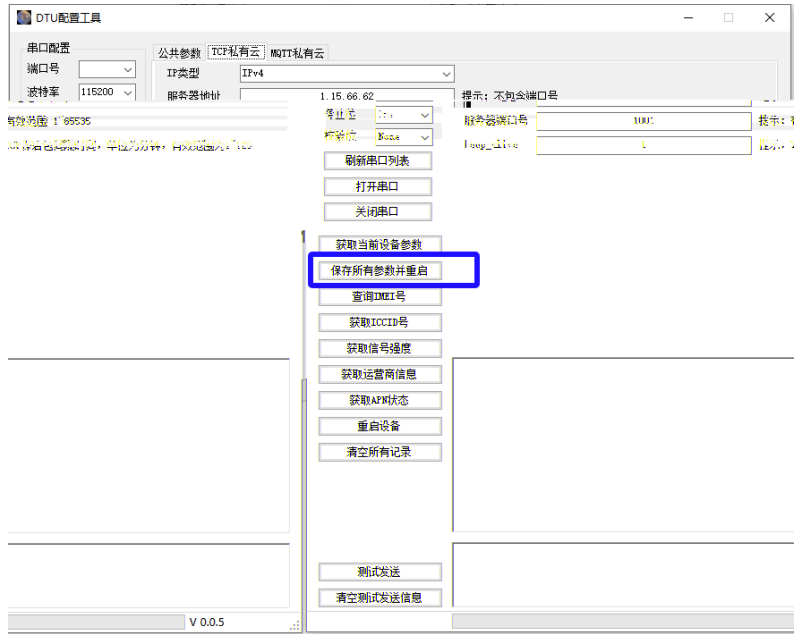 DTU配置工具
串口配置
公共参数 TCP私有云 MQTT私有云
端口号
IP类型 IPv4
波特率 115200
服务器地址 1.15.66.62 提示: 不包含端口号
停止位
有效范围 1 65535
服务器端口号 1001 提示:
校验位 None
keep_alive
刷新串口列表
打开串口
关闭串口
获取当前设备参数
保存所有参数并重启
查询IMEI号
获取ICCID号
获取信号强度
获取运营商信息
获取APN状态
重启设备
清空所有记录
测试发送
清空测试发送信息
V 0.0.5